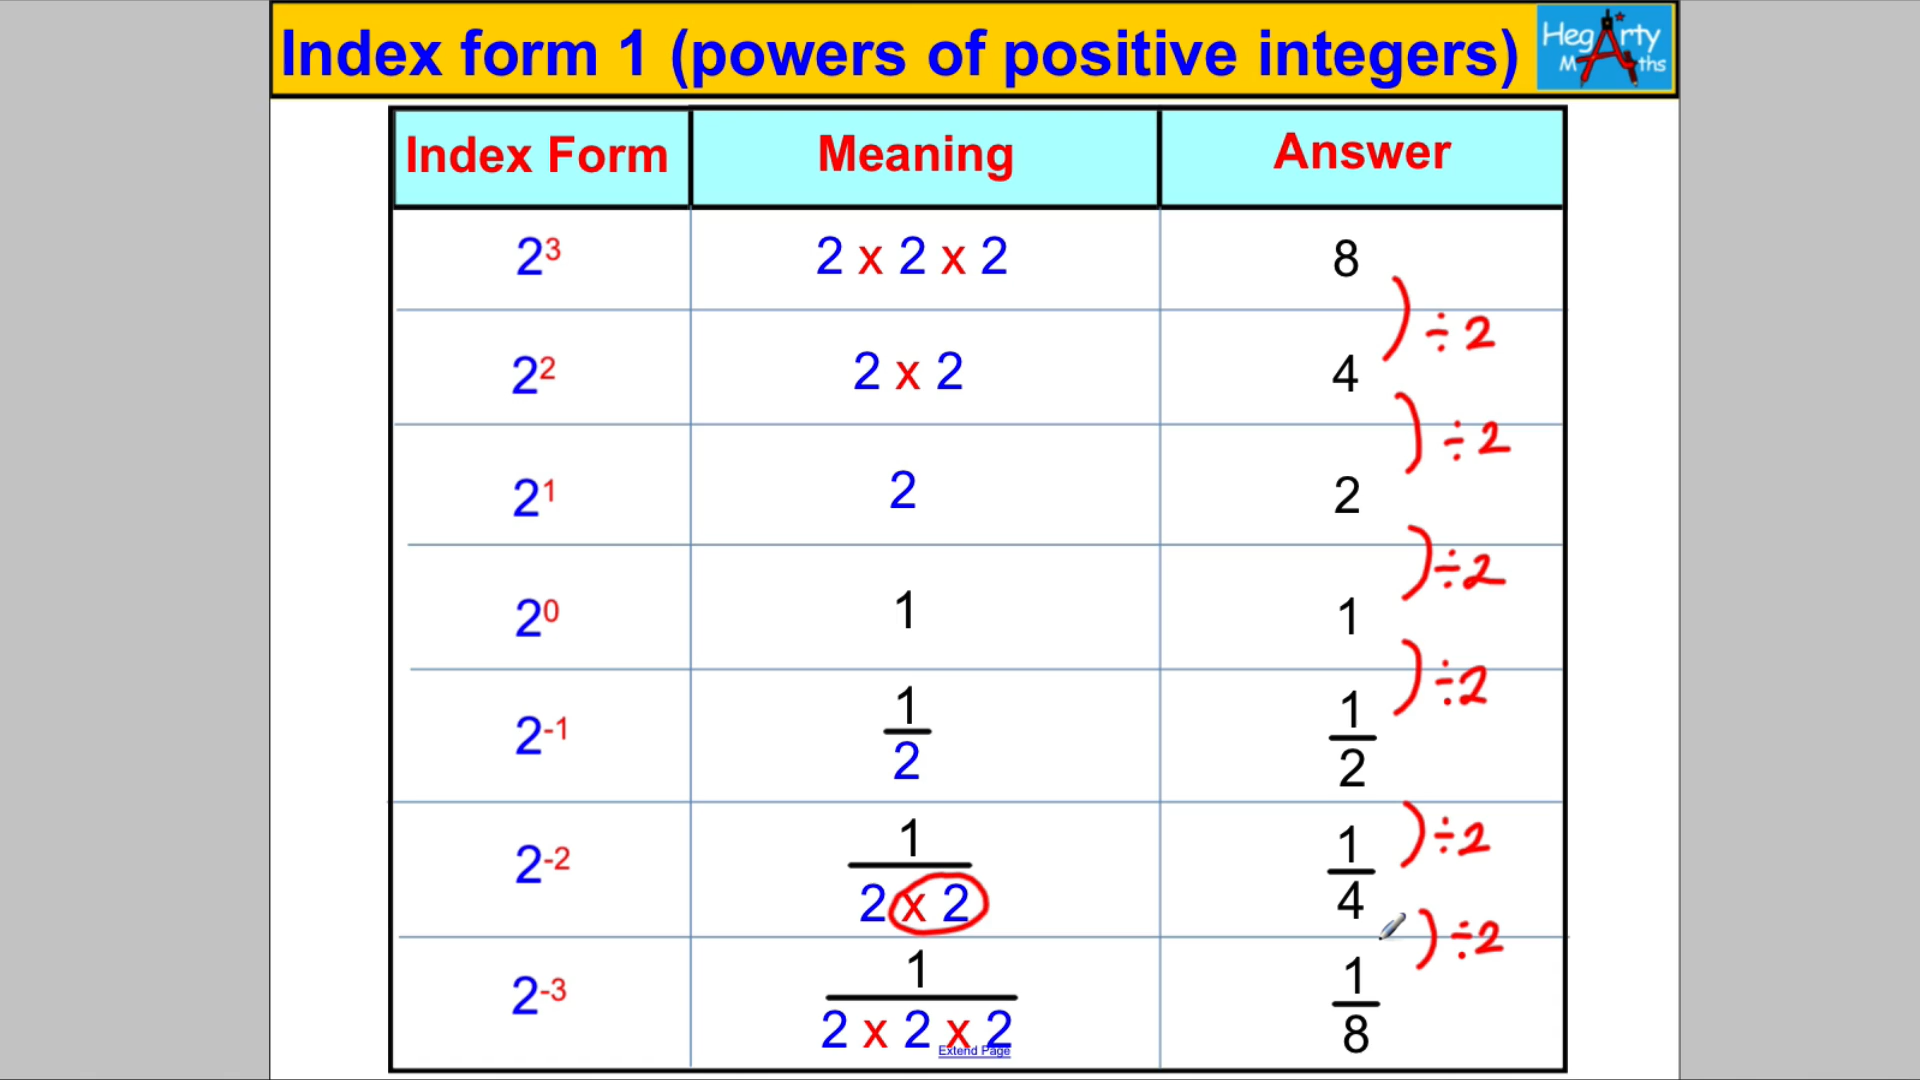 Index form 1 (powers of positive integers)
HegArty
Mths
Index Form Meaning Answer
2³ 2 x 2 x 2 8
÷2
2² 2 x 2 4
÷2
2¹ 2 2
÷2
2⁰ 1 1
÷2
2⁻¹ 1/2 1/2
÷2
2⁻² 1/(2 x 2) 1/4
÷2
2⁻³ 1/(2 x 2 x 2) 1/8
Extend Page